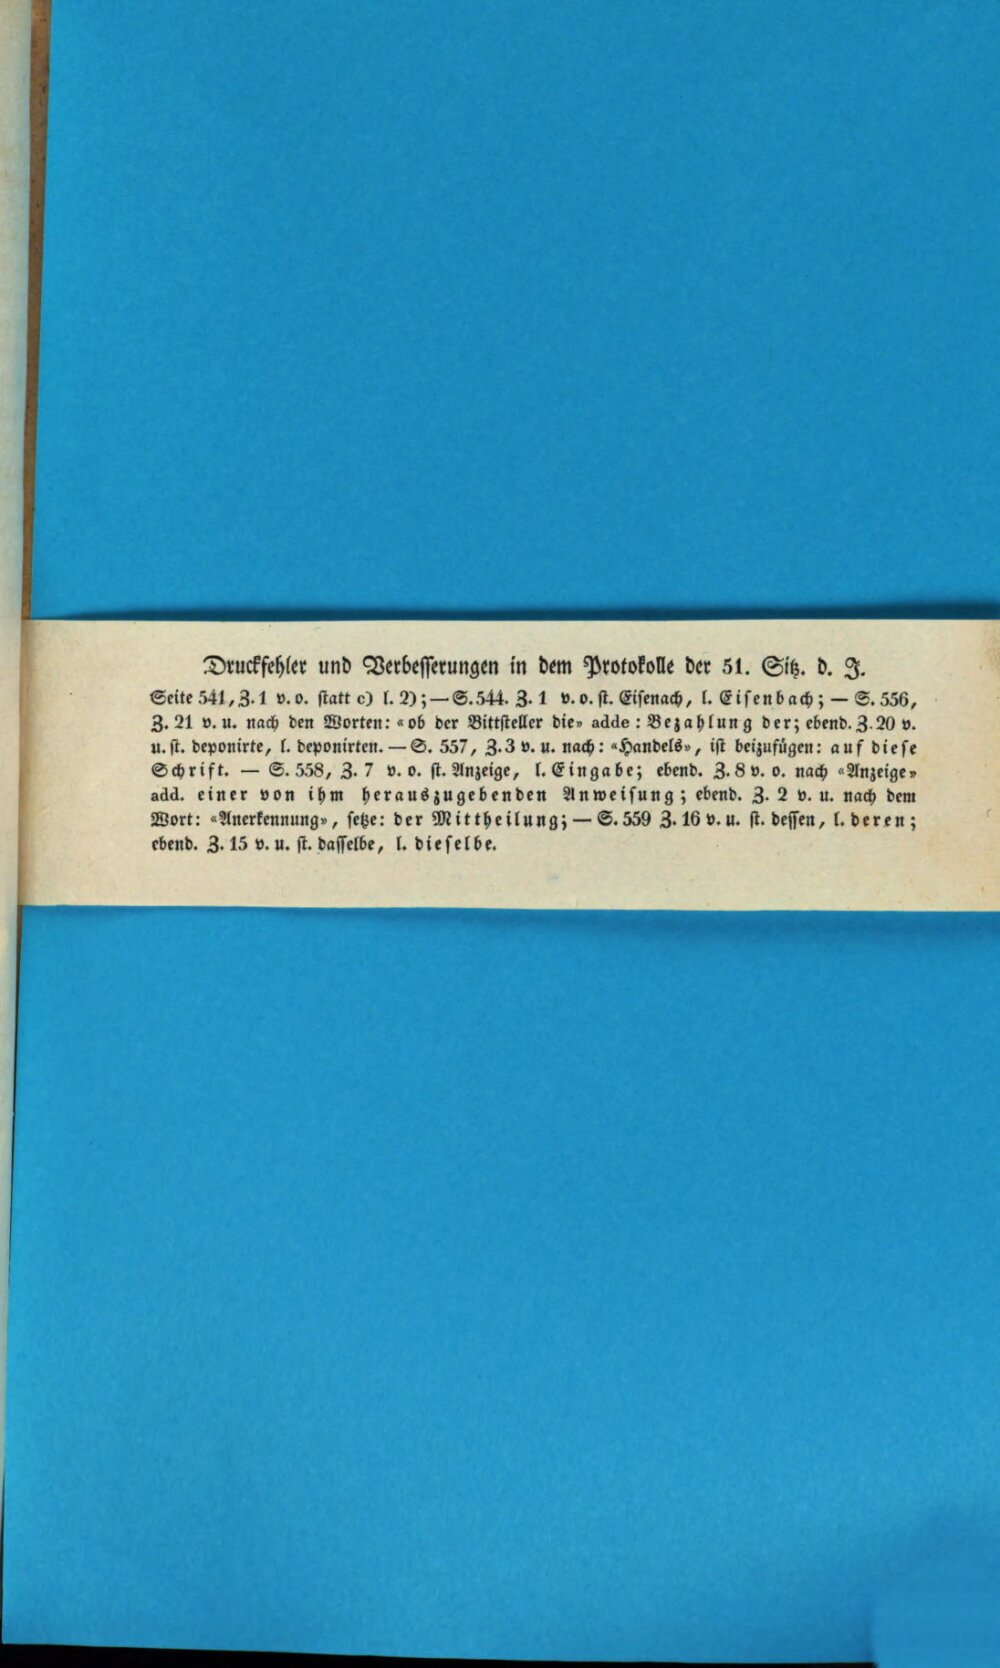 Druckfehler und Verbesserungen in dem Protokolle der 51. Sitz. d. J.
Seite 541, Z. 1 v. o. statt c) l. 2); — S. 544. Z. 1 v. o. st. Eisenach, l. Eisenbach; — S. 556,
Z. 21 v. u. nach den Worten: «ob der Bittsteller die» adde: Bezahlung der; ebend. Z. 20 v.
u. st. deponirte, l. deponirten. — S. 557, Z. 3 v. u. nach: «Handels», ist beizufügen: auf diese
Schrift. — S. 558, Z. 7 v. o. st. Anzeige, l. Eingabe; ebend. Z. 8 v. o. nach «Anzeige»
add. einer von ihm herauszugebenden Anweisung; ebend. Z. 2 v. u. nach dem
Wort: «Anerkennung», setze: der Mittheilung; — S. 559 Z. 16 v. u. st. dessen, l. deren;
ebend. Z. 15 v. u. st. dasselbe, l. dieselbe.